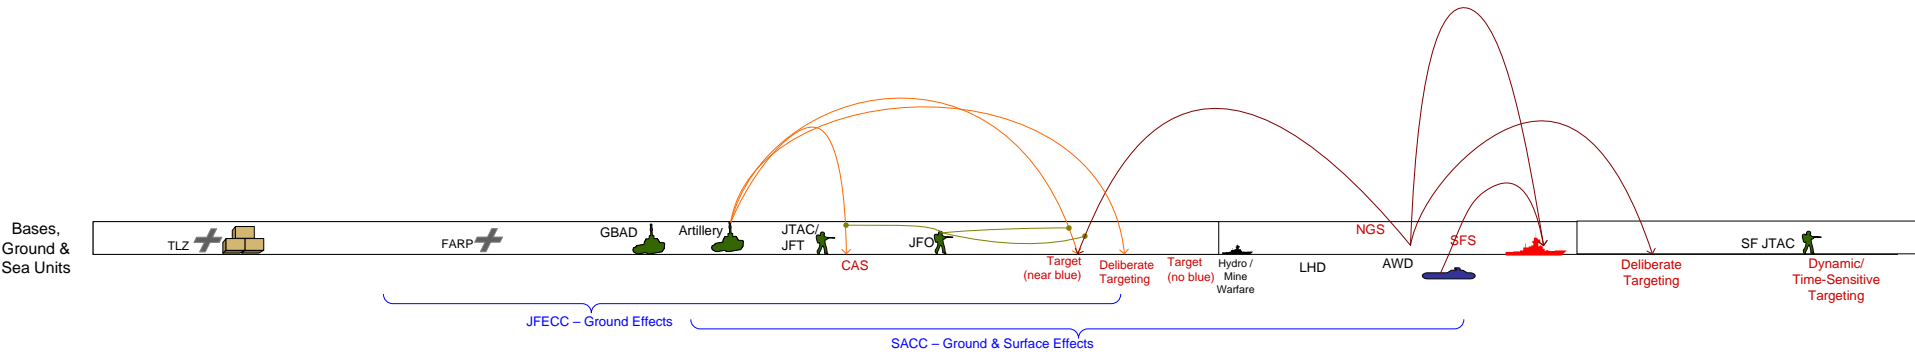 Bases,
Ground &
Sea Units
TLZ
FARP
GBAD
Artillery
JTAC/
JFT
JFO
CAS
Target
(near blue)
Deliberate
Targeting
Target
(no blue)
Hydro /
Mine
Warfare
LHD
AWD
NGS
SFS
Deliberate
Targeting
SF JTAC
Dynamic/
Time-Sensitive
Targeting
JFECC – Ground Effects
SACC – Ground & Surface Effects